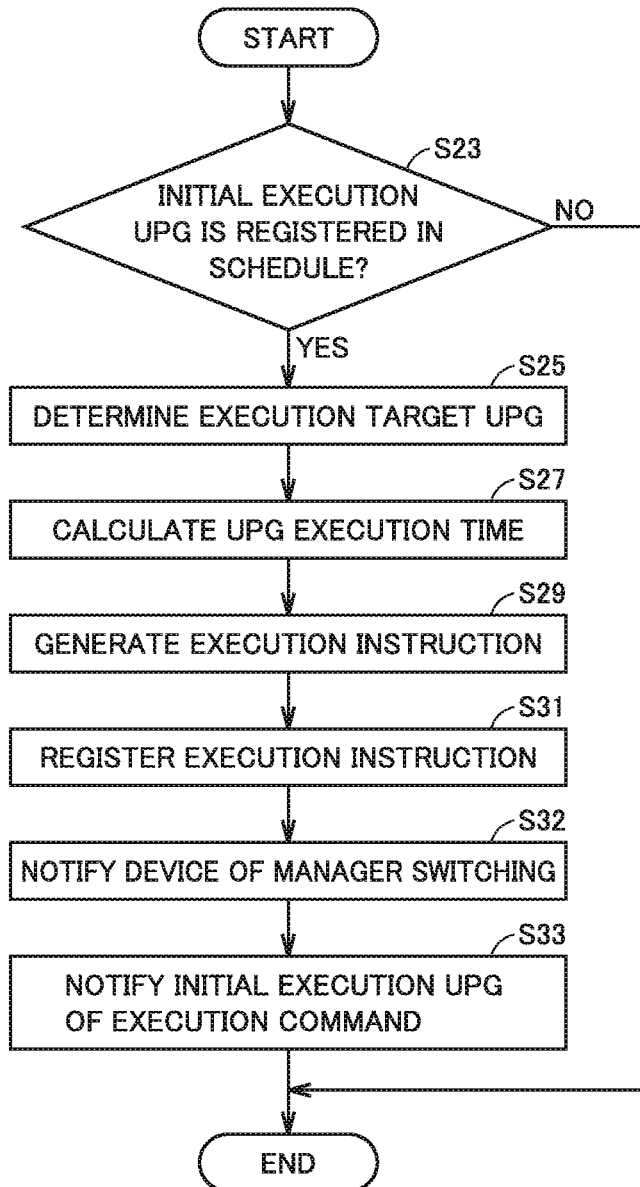 START
S23
INITIAL EXECUTION
UPG IS REGISTERED IN
SCHEDULE?
NO
YES
S25
DETERMINE EXECUTION TARGET UPG
S27
CALCULATE UPG EXECUTION TIME
S29
GENERATE EXECUTION INSTRUCTION
S31
REGISTER EXECUTION INSTRUCTION
S32
NOTIFY DEVICE OF MANAGER SWITCHING
S33
NOTIFY INITIAL EXECUTION UPG
OF EXECUTION COMMAND
END